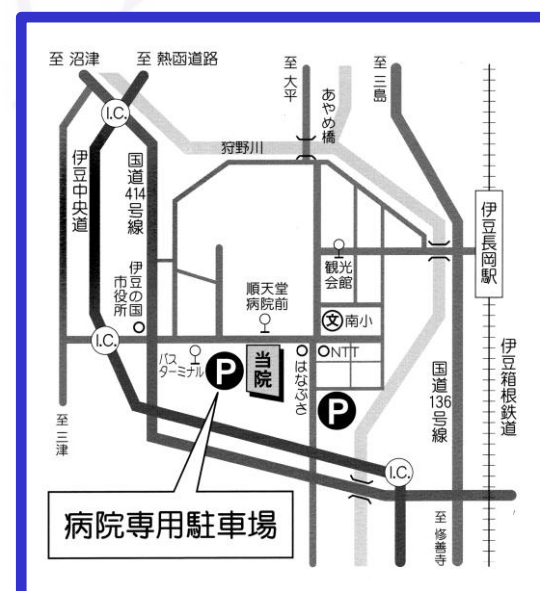 至 沼津
至 熱函道路
至 大平
あやめ橋
至 三島
I.C.
狩野川
伊豆中央道
国道414号線
伊豆長岡駅
伊豆の国
市役所
順天堂
病院前
観光
会館
文 南小
I.C.
バス
ターミナル
P
当院
はなぶさ
NTT
P
国道136号線
伊豆箱根鉄道
至 三津
I.C.
病院専用駐車場
至 修善寺